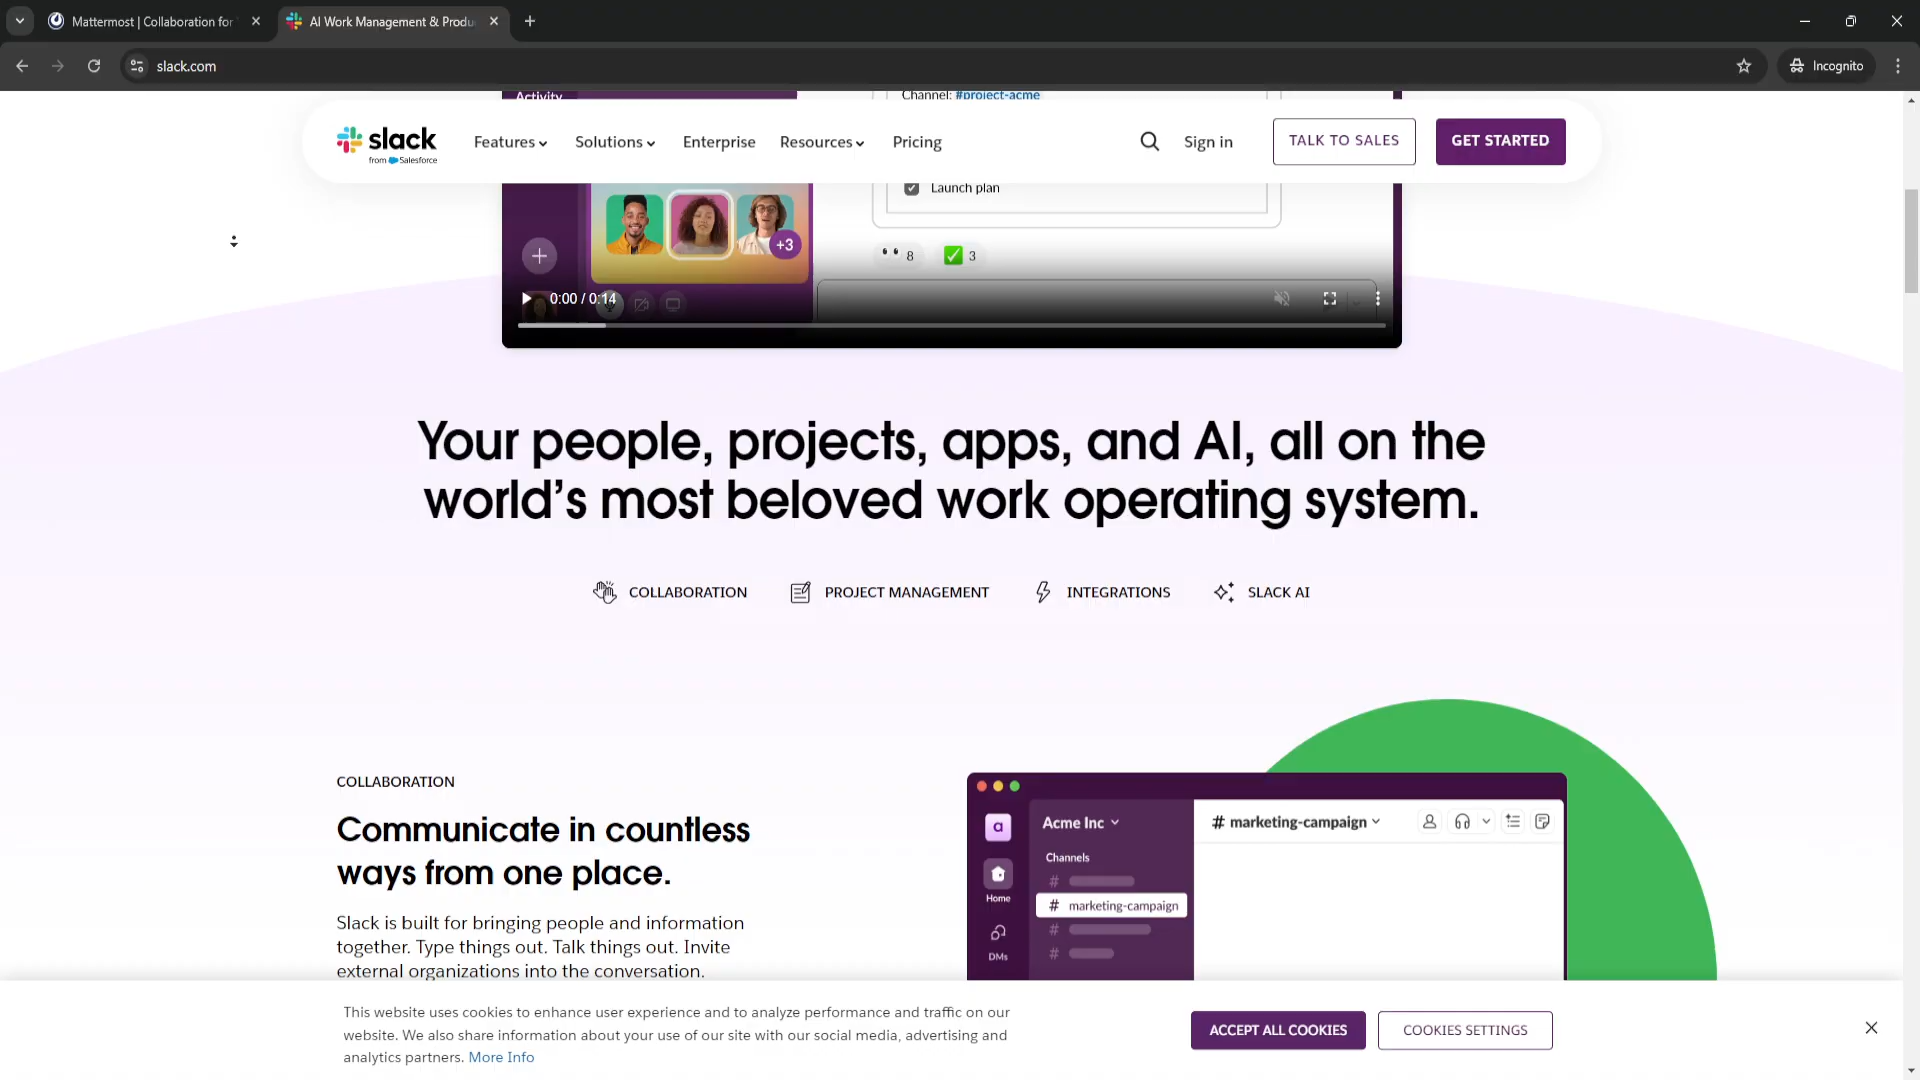 Mattermost | Collaboration for
AI Work Management & Produ
slack.com
Incognito
Activity
Channel: #project-acme
slack
from Salesforce
Features
Solutions
Enterprise
Resources
Pricing
Sign in
TALK TO SALES
GET STARTED
Launch plan
+3
8
3
0:00 / 0:14
Your people, projects, apps, and AI, all on the
world's most beloved work operating system.
COLLABORATION
PROJECT MANAGEMENT
INTEGRATIONS
SLACK AI
COLLABORATION
Communicate in countless
ways from one place.
Slack is built for bringing people and information
together. Type things out. Talk things out. Invite
external organizations into the conversation.
a
Acme Inc
# marketing-campaign
Channels
#
# marketing-campaign
#
#
Home
DMs
This website uses cookies to enhance user experience and to analyze performance and traffic on our
website. We also share information about your use of our site with our social media, advertising and
analytics partners. More Info
ACCEPT ALL COOKIES
COOKIES SETTINGS